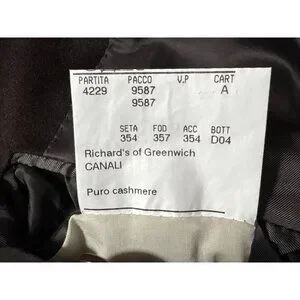 PARTITA PACCO V.P CART
4229 9587 A
9587
SETA FOD ACC BOTT
354 357 354 D04
Richard's of Greenwich
CANALI
Puro cashmere